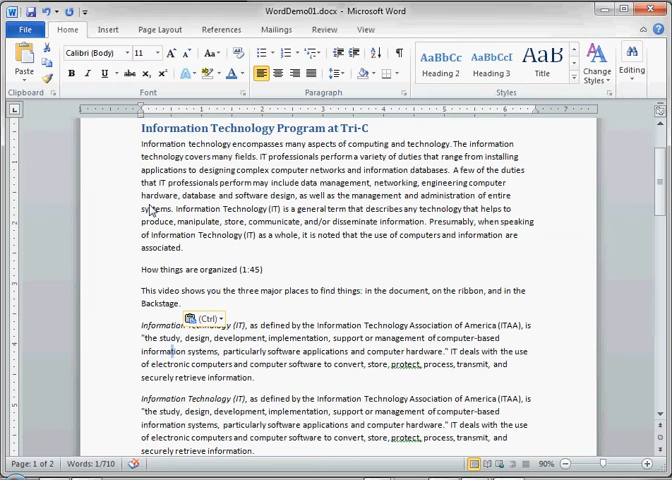 WordDemo01.docx - Microsoft Word
File Home Insert Page Layout References Mailings Review View
Calibri (Body) 11
Paste
AaBbCc AaBbCcI AaB
Heading 2 Heading 3 Title
Change Styles
Editing
Clipboard Font Paragraph Styles
1 2 3 4 5 6 7
Information Technology Program at Tri-C
Information technology encompasses many aspects of computing and technology. The information
technology covers many fields. IT professionals perform a variety of duties that range from installing
applications to designing complex computer networks and information databases. A few of the duties
that IT professionals perform may include data management, networking, engineering computer
hardware, database and software design, as well as the management and administration of entire
systems. Information Technology (IT) is a general term that describes any technology that helps to
produce, manipulate, store, communicate, and/or disseminate information. Presumably, when speaking
of Information Technology (IT) as a whole, it is noted that the use of computers and information are
associated.
How things are organized (1:45)
This video shows you the three major places to find things: in the document, on the ribbon, and in the
Backstage.
(Ctrl)
Information Technology (IT), as defined by the Information Technology Association of America (ITAA), is
"the study, design, development, implementation, support or management of computer-based
information systems, particularly software applications and computer hardware." IT deals with the use
of electronic computers and computer software to convert, store, protect, process, transmit, and
securely retrieve information.
Information Technology (IT), as defined by the Information Technology Association of America (ITAA), is
"the study, design, development, implementation, support or management of computer-based
information systems, particularly software applications and computer hardware." IT deals with the use
of electronic computers and computer software to convert, store, protect, process, transmit, and
securely retrieve information.
Page: 1 of 2 Words: 1/710 90%